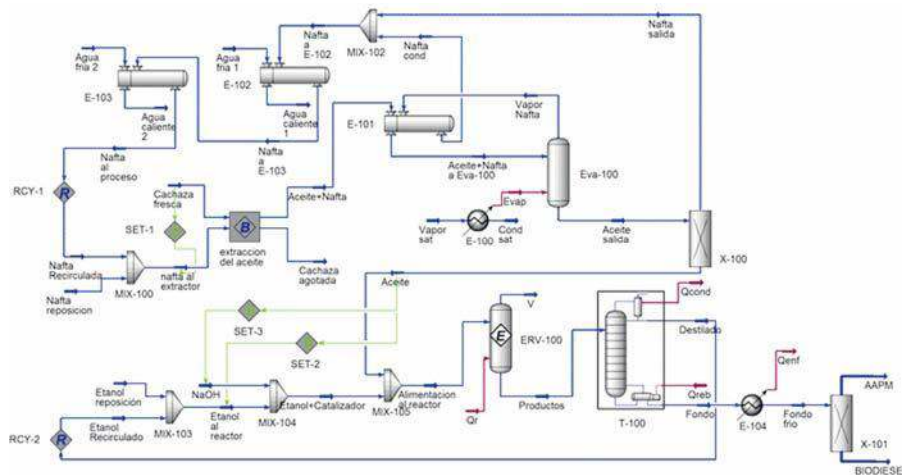 Nafta
salida
Nafta
a
E-102
MIX-102
Nafta
cond
Agua
fria 2
Agua
fria 1
E-103
E-102
Agua
caliente
2
Agua
caliente
1
E-101
Vapor
Nafta
Nafta
al
proceso
Nafta
a
E-103
Aceite+Nafta
a Eva-100
Eva-100
RCY-1
R
Cachaza
fresca
Aceite+Nafta
Evap
SET-1
B
Vapor
sat
E-100
Cond
sat
Aceite
salida
X-100
extraccion
del aceite
Nafta
Recirculada
MIX-100
nafta al
extractor
Cachaza
agotada
Nafta
reposicion
Aceite
Qcond
V
SET-3
Destilado
E
ERV-100
SET-2
Qenf
Etanol
reposición
NaOH
Alimentacion
al reactor
AAPM
Etanol
Recirculado
MIX-103
Etanol
al
reactor
MIX-104
Etanol+Catalizador
MIX-105
Qr
Productos
Qreb
Fondo
T-100
E-104
Fondo
frio
X-101
RCY-2
R
BIODIESE